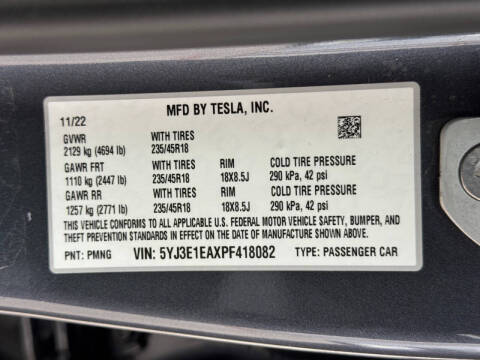 MFD BY TESLA, INC.
11/22
GVWR WITH TIRES
2129 kg (4694 lb) 235/45R18
GAWR FRT WITH TIRES RIM COLD TIRE PRESSURE
1110 kg (2447 lb) 235/45R18 18X8.5J 290 kPa, 42 psi
GAWR RR WITH TIRES RIM COLD TIRE PRESSURE
1257 kg (2771 lb) 235/45R18 18X8.5J 290 kPa, 42 psi
THIS VEHICLE CONFORMS TO ALL APPLICABLE U.S. FEDERAL MOTOR VEHICLE SAFETY, BUMPER, AND
THEFT PREVENTION STANDARDS IN EFFECT ON THE DATE OF MANUFACTURE SHOWN ABOVE.
PNT: PMNG VIN: 5YJ3E1EAXPF418082 TYPE: PASSENGER CAR